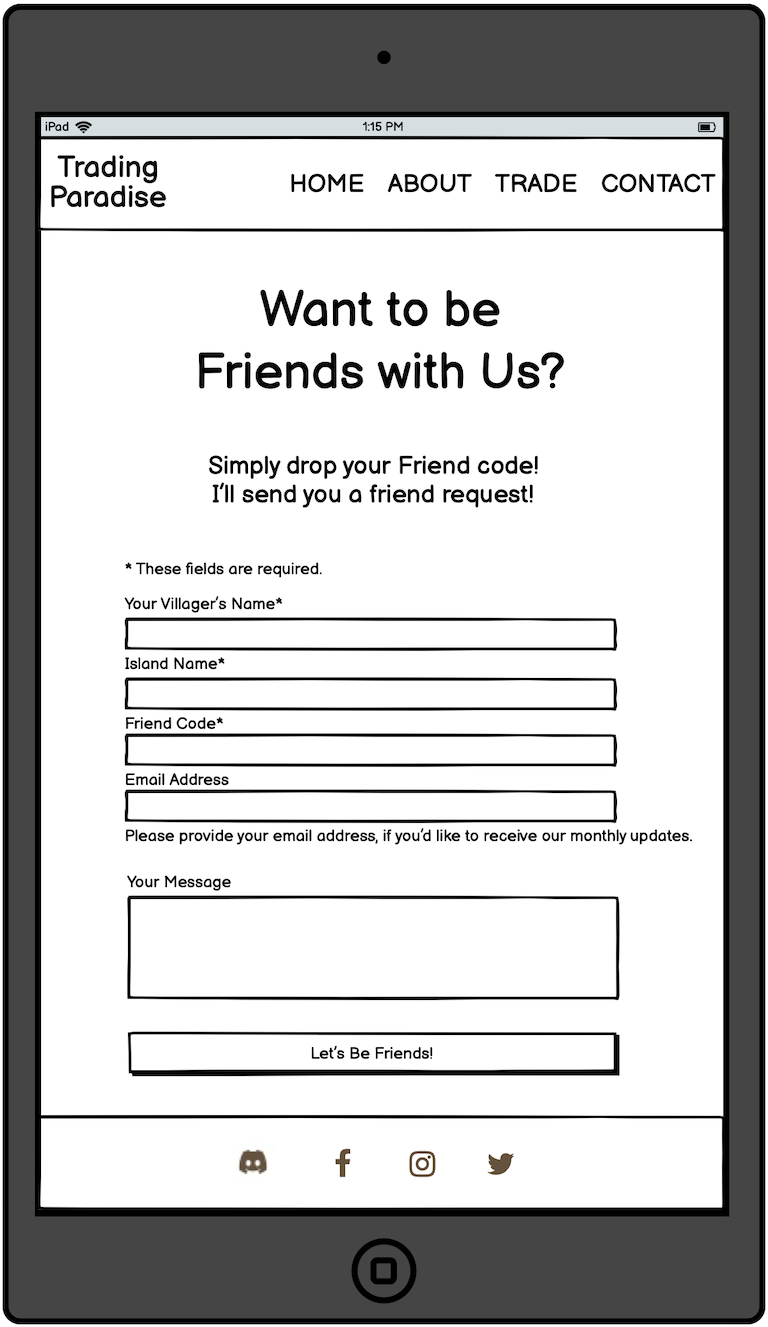 iPad 1:15 PM
Trading
Paradise
HOME ABOUT TRADE CONTACT
Want to be
Friends with Us?
Simply drop your Friend code!
I'll send you a friend request!
* These fields are required.
Your Villager's Name*
Island Name*
Friend Code*
Email Address
Please provide your email address, if you'd like to receive our monthly updates.
Your Message
Let's Be Friends!